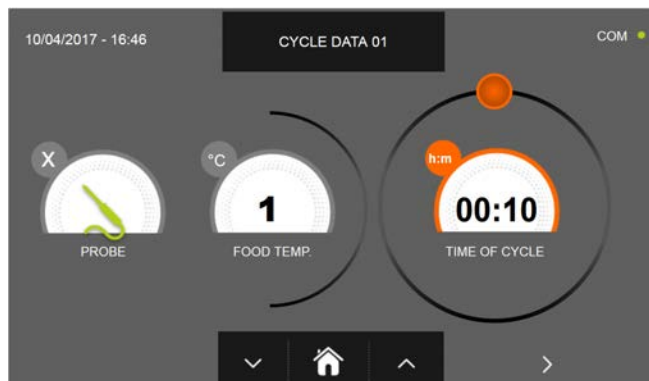 10/04/2017 - 16:46
CYCLE DATA 01
COM
X
PROBE
°C
1
FOOD TEMP.
h:m
00:10
TIME OF CYCLE